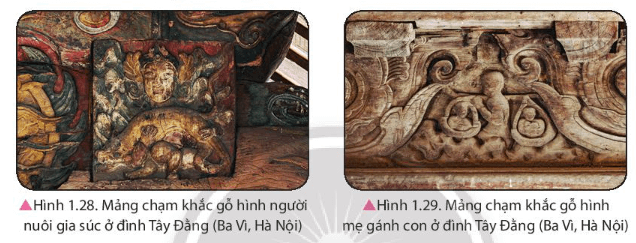 ▲Hình 1.28. Mảng chạm khắc gỗ hình người
nuôi gia súc ở đình Tây Đằng (Ba Vì, Hà Nội)
▲Hình 1.29. Mảng chạm khắc gỗ hình
mẹ gánh con ở đình Tây Đằng (Ba Vì, Hà Nội)